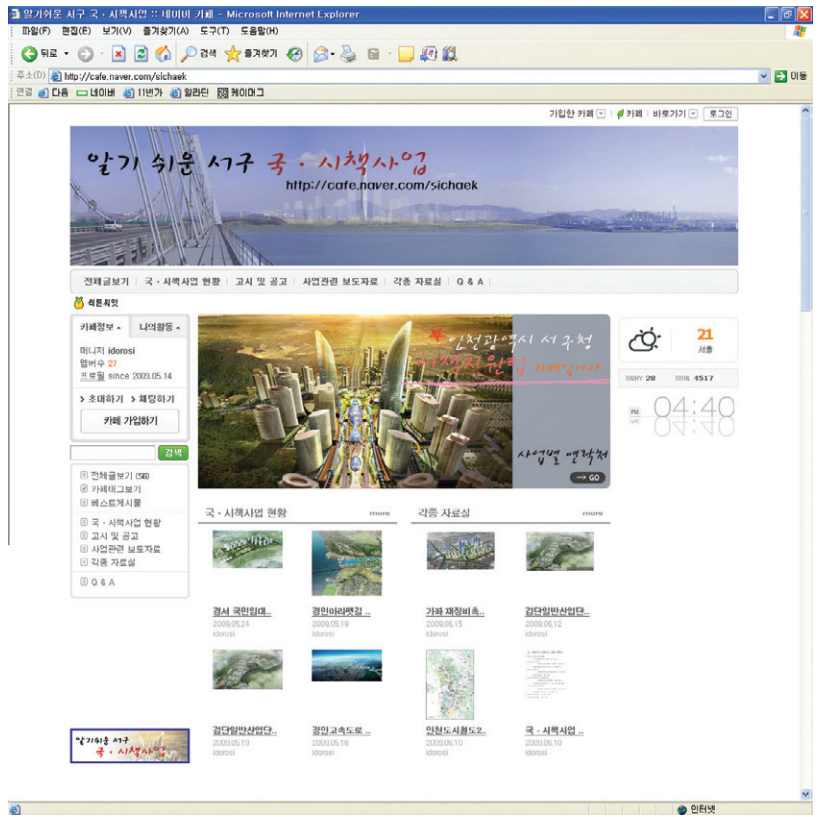 알기쉬운 서구 국·시책사업 :: 네이버 카페 - Microsoft Internet Explorer
파일(F) 편집(E) 보기(V) 즐겨찾기(A) 도구(T) 도움말(H)
뒤로 검색 즐겨찾기
주소(D) http://cafe.naver.com/sichaek 이동
연결 다음 네이버 11번가 알라딘 케이머그
가입한 카페 카페 바로가기 로그인
알기 쉬운 서구 국·시책사업
http://cafe.naver.com/sichaek
전체글보기 국·시책사업 현황 고시 및 공고 사업관련 보도자료 각종 자료실 Q & A
카페정보 나의활동
매니저 idorosi
멤버수 27
프로필 since 2009.05.14
초대하기 채팅하기
카페 가입하기
검색
전체글보기 (56)
카페태그보기
베스트게시물
국·시책사업 현황
고시 및 공고
사업관련 보도자료
각종 자료실
Q & A
알기쉬운 서구
국·시책사업
인천광역시 서구청
시책지원팀 카페입니다.
사업별 연락처
→ GO
21
서울
TODAY 28 TOTAL 4517
PM 04:40
국·시책사업 현황 more
각종 자료실 more
경서 국민임대.. 경인아라뱃길 .. 가좌 재정비촉.. 검단일반산업단..
2009.05.24 2009.05.19 2009.06.15 2009.06.12
idorosi idorosi idorosi idorosi
검단일반산업단.. 경인고속도로 .. 인천도시철도2.. 국·시책사업 ..
2009.05.19 2009.05.18 2009.06.10 2009.06.10
idorosi idorosi idorosi idorosi
인터넷